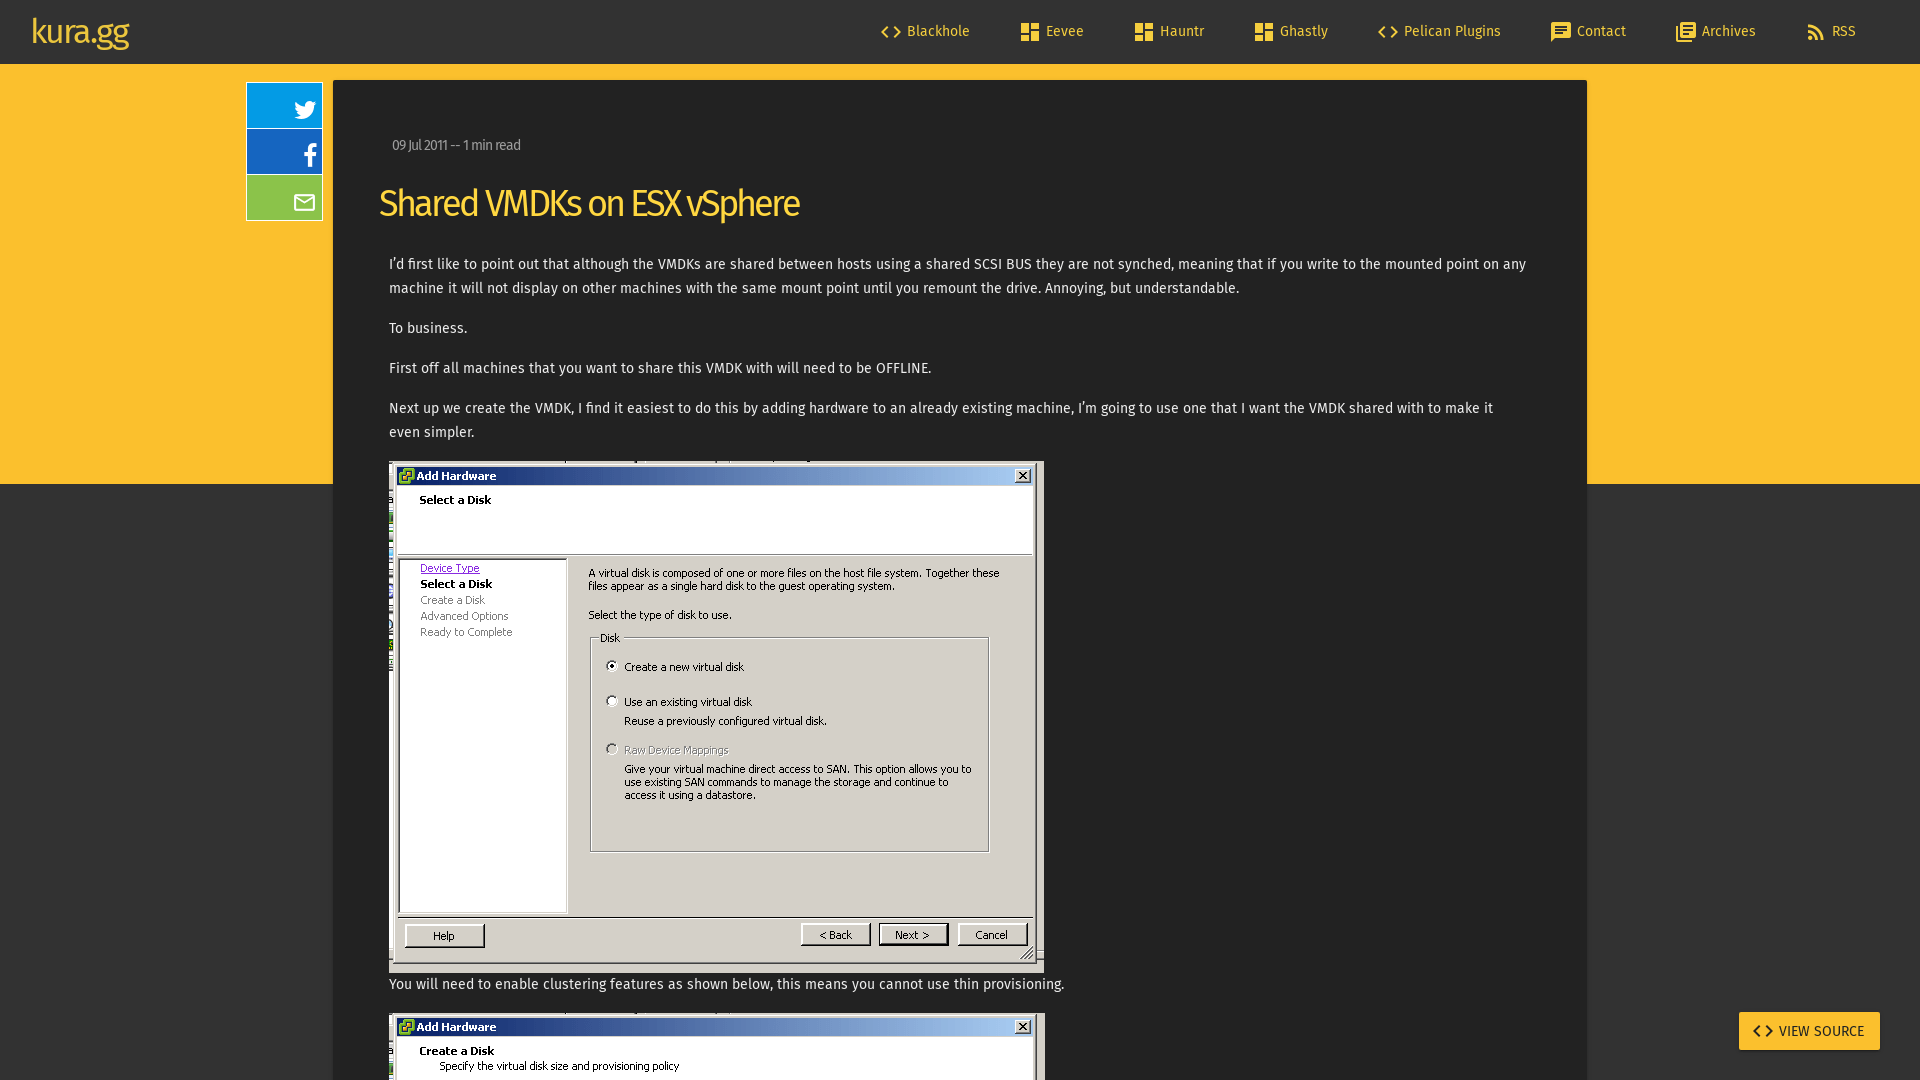 kura.gg
Blackhole
Eevee
Hauntr
Ghastly
Pelican Plugins
Contact
Archives
RSS
09 Jul 2011 -- 1 min read
Shared VMDKs on ESX vSphere
I’d first like to point out that although the VMDKs are shared between hosts using a shared SCSI BUS they are not synched, meaning that if you write to the mounted point on any
machine it will not display on other machines with the same mount point until you remount the drive. Annoying, but understandable.
To business.
First off all machines that you want to share this VMDK with will need to be OFFLINE.
Next up we create the VMDK, I find it easiest to do this by adding hardware to an already existing machine, I’m going to use one that I want the VMDK shared with to make it
even simpler.
Add Hardware
Select a Disk
Device Type
Select a Disk
Create a Disk
Advanced Options
Ready to Complete
A virtual disk is composed of one or more files on the host file system. Together these
files appear as a single hard disk to the guest operating system.
Select the type of disk to use.
Disk
Create a new virtual disk
Use an existing virtual disk
Reuse a previously configured virtual disk.
Raw Device Mappings
Give your virtual machine direct access to SAN. This option allows you to
use existing SAN commands to manage the storage and continue to
access it using a datastore.
Help
< Back
Next >
Cancel
You will need to enable clustering features as shown below, this means you cannot use thin provisioning.
Add Hardware
Create a Disk
Specify the virtual disk size and provisioning policy
VIEW SOURCE